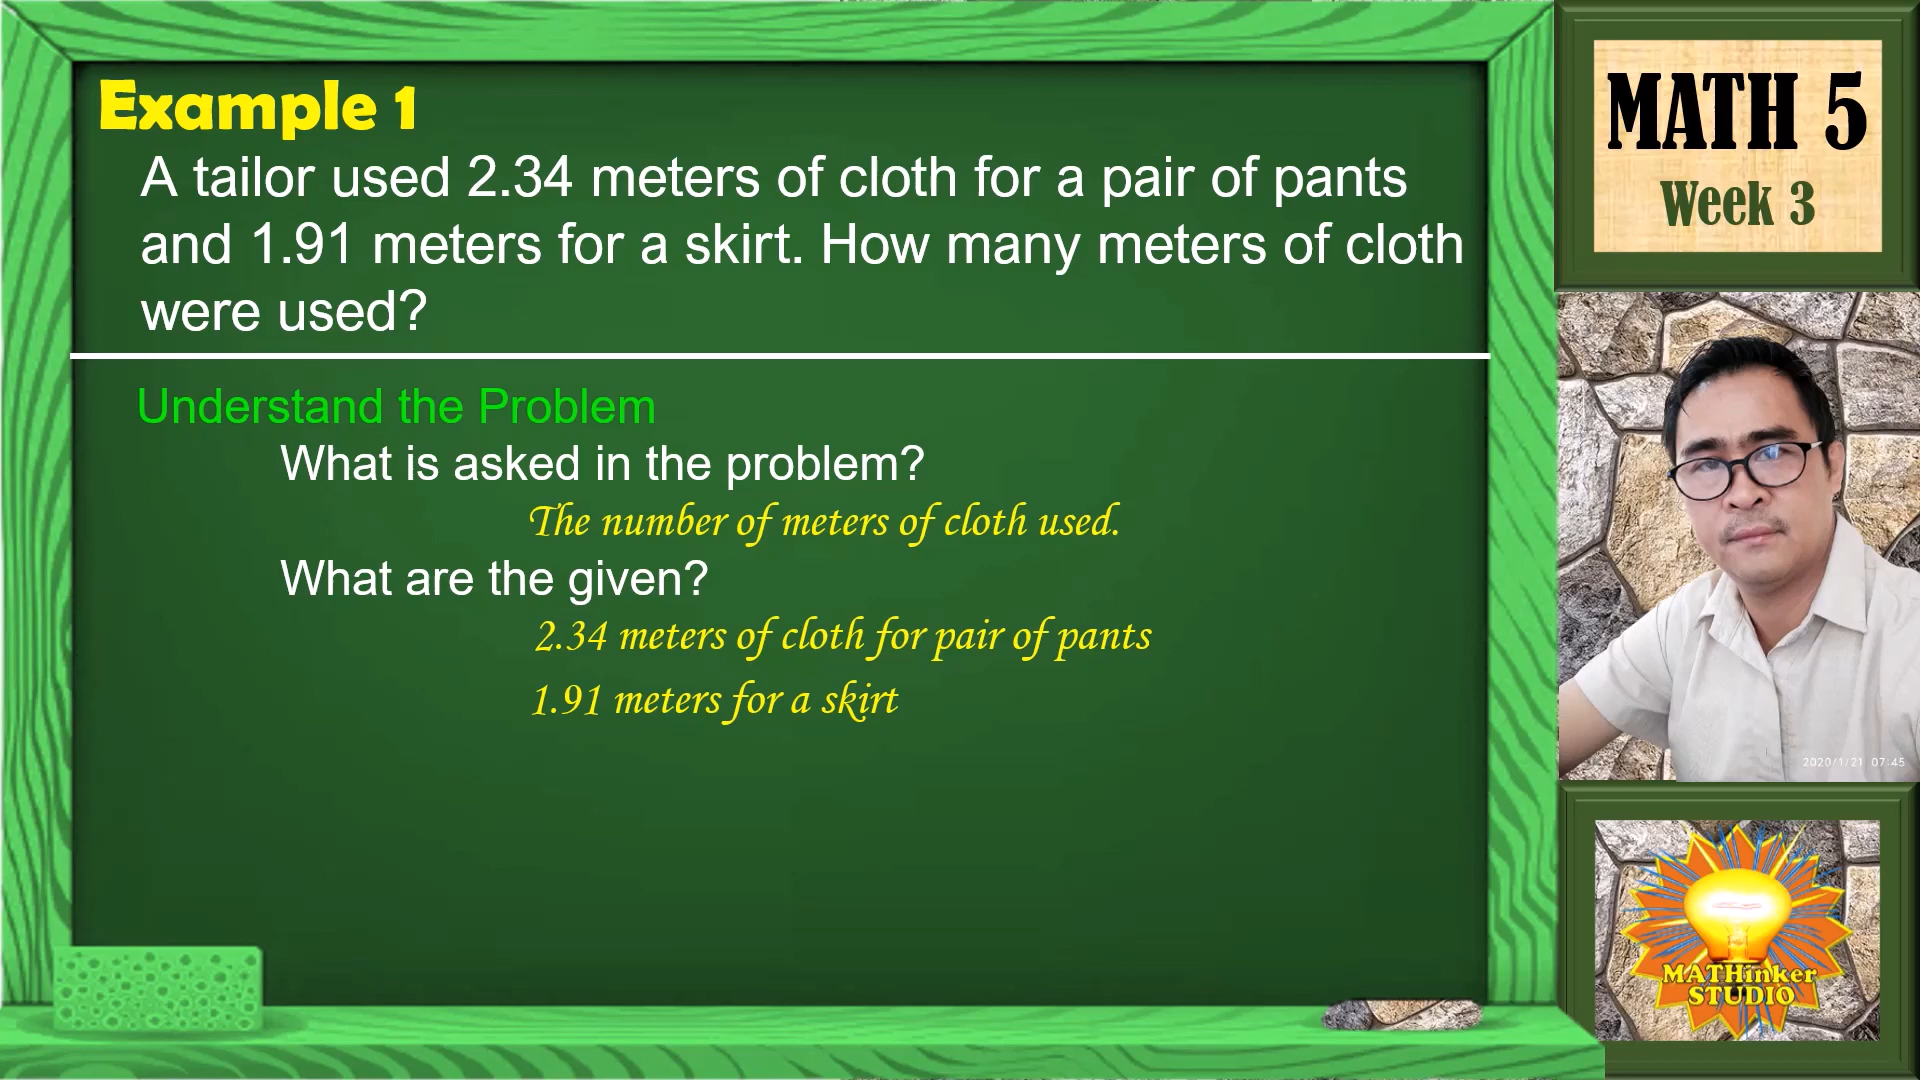 Example 1
A tailor used 2.34 meters of cloth for a pair of pants
and 1.91 meters for a skirt. How many meters of cloth
were used?
Understand the Problem
What is asked in the problem?
The number of meters of cloth used.
What are the given?
2.34 meters of cloth for pair of pants
1.91 meters for a skirt
MATH 5
Week 3
2020/1/21 07:45
MATHinker
STUDIO